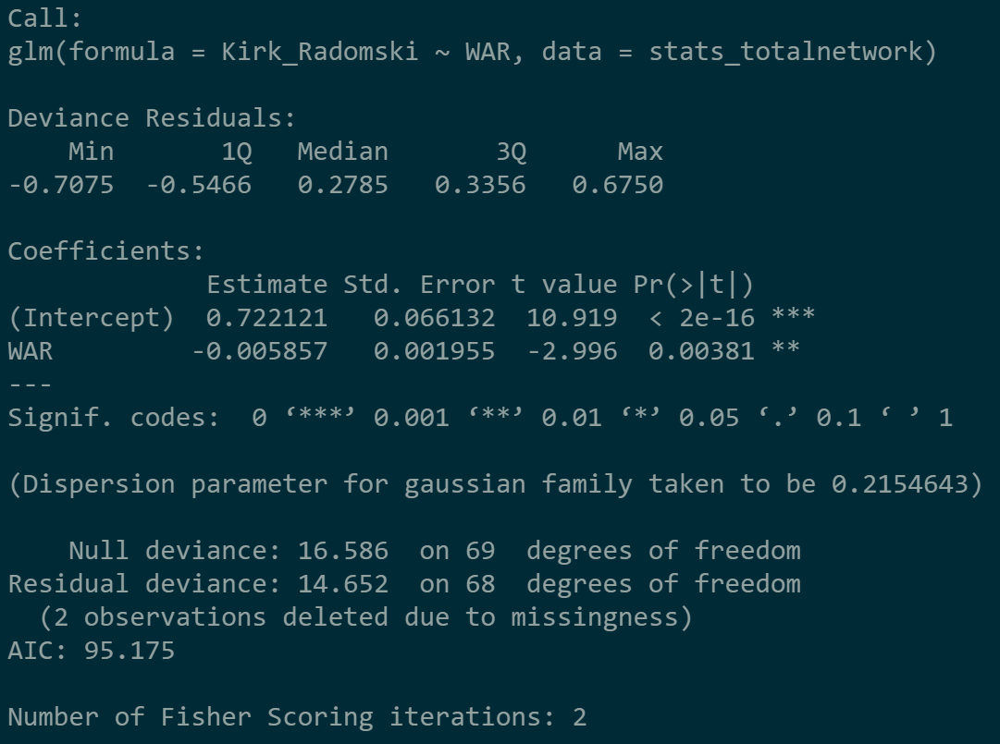 Call:
glm(formula = Kirk_Radomski ~ WAR, data = stats_totalnetwork)

Deviance Residuals:
    Min       1Q   Median       3Q      Max
-0.7075  -0.5466   0.2785   0.3356   0.6750

Coefficients:
             Estimate Std. Error t value Pr(>|t|)
(Intercept)  0.722121   0.066132  10.919  < 2e-16 ***
WAR         -0.005857   0.001955  -2.996  0.00381 **
---
Signif. codes:  0 ‘***’ 0.001 ‘**’ 0.01 ‘*’ 0.05 ‘.’ 0.1 ‘ ’ 1

(Dispersion parameter for gaussian family taken to be 0.2154643)

    Null deviance: 16.586  on 69  degrees of freedom
Residual deviance: 14.652  on 68  degrees of freedom
  (2 observations deleted due to missingness)
AIC: 95.175

Number of Fisher Scoring iterations: 2